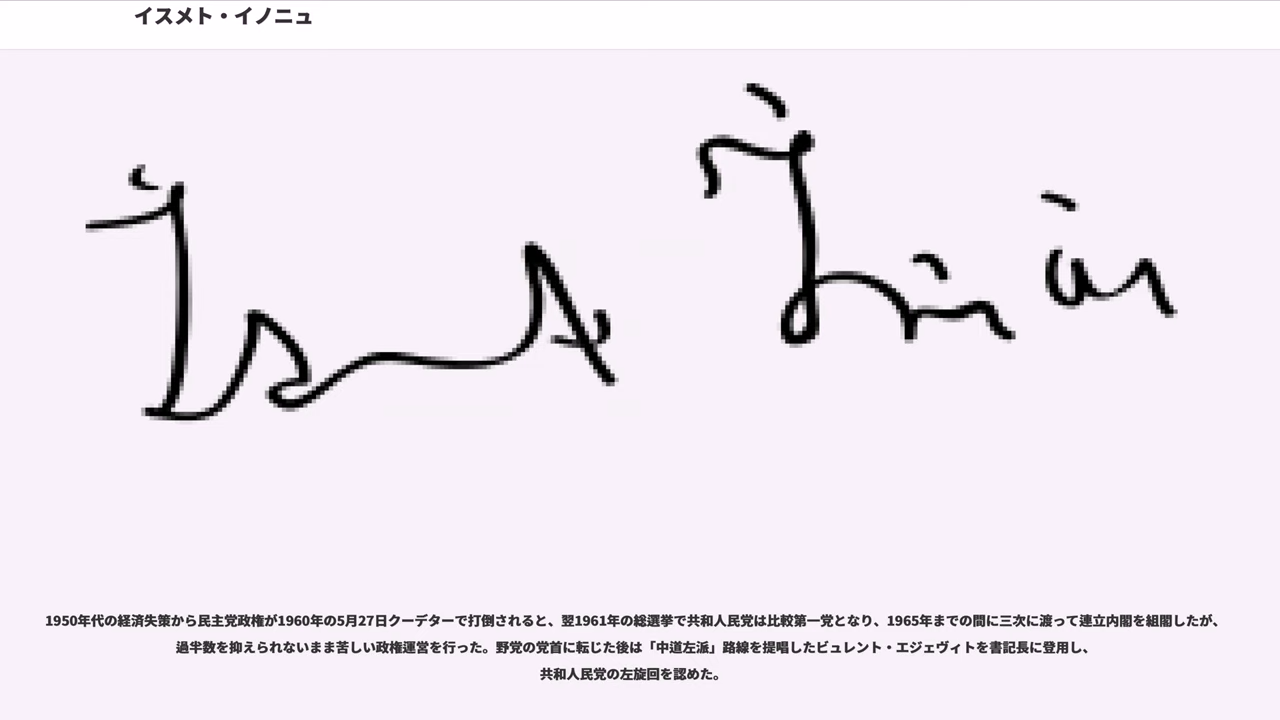 イスメト・イノニュ
İsmet İnönü
1950年代の経済失策から民主党政権が1960年の5月27日クーデターで打倒されると、翌1961年の総選挙で共和人民党は比較第一党となり、1965年までの間に三次に渡って連立内閣を組閣したが、
過半数を抑えられないまま苦しい政権運営を行った。野党の党首に転じた後は「中道左派」路線を提唱したビュレント・エジェヴィトを書記長に登用し、
共和人民党の左旋回を認めた。